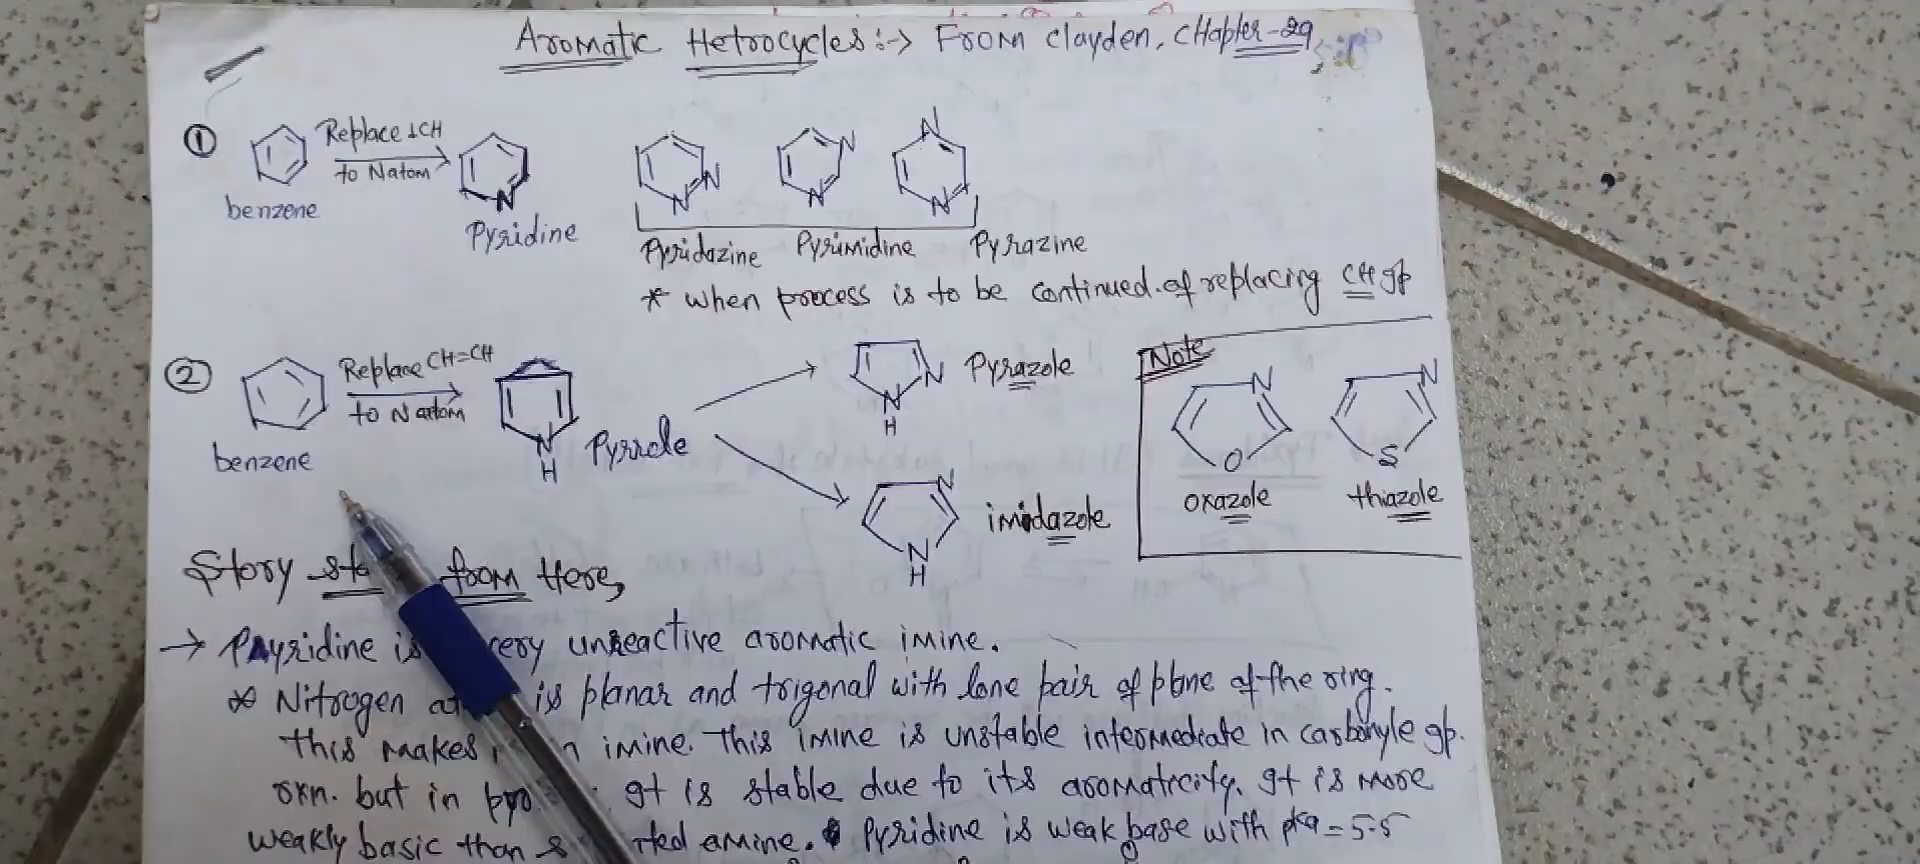 Aromatic Hetrocycles :-> From Clayden, CHapter-29,
① Replace 1CH
to N atom
benzene
Pyridine
N N N N N N N
Pyridazine Pyrimidine Pyrazine
* when process is to be continued of replacing CH gp
② Replace CH=CH
to N atom
benzene
N H Pyrrole
N N H Pyrazole
N N H imidazole
Note
N O N S
oxazole thiazole
Story from Here,
→ Pyridine is very unreactive aromatic imine.
* Nitrogen is planar and trigonal with lone pair of plane of the ring.
this makes imine. This imine is unstable intermediate in carbonyle gp.
rxn. but in it is stable due to its aromatricity. It is more
weakly basic than amine. Pyridine is weak base with pka = 5.5